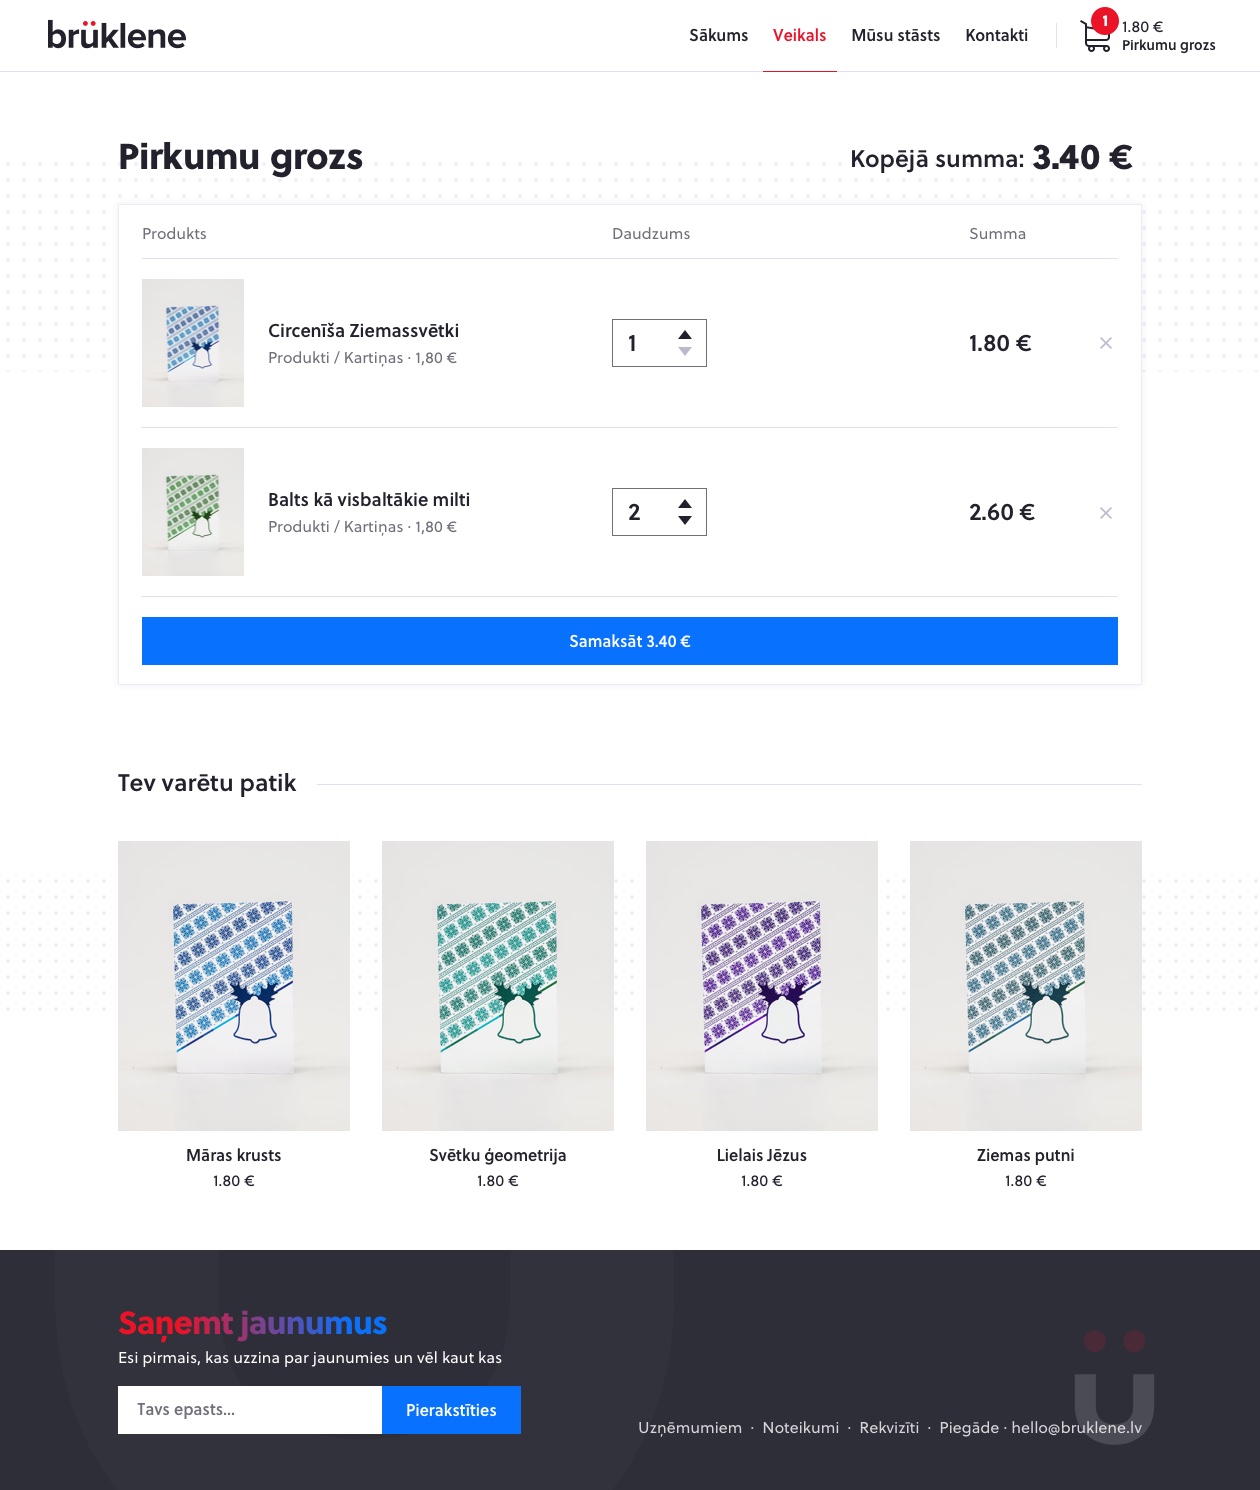 brüklene
Sākums Veikals Mūsu stāsts Kontakti
1
1.80 €
Pirkumu grozs
Pirkumu grozs
Kopējā summa: 3.40 €
Produkts Daudzums Summa
Circenīša Ziemassvētki
Produkti / Kartiņas · 1,80 €
1
1.80 €
×
Balts kā visbaltākie milti
Produkti / Kartiņas · 1,80 €
2
2.60 €
×
Samaksāt 3.40 €
Tev varētu patik
Māras krusts
1.80 €
Svētku ģeometrija
1.80 €
Lielais Jēzus
1.80 €
Ziemas putni
1.80 €
Saņemt jaunumus
Esi pirmais, kas uzzina par jaunumies un vēl kaut kas
Tavs epasts...
Pierakstīties
ü
Uzņēmumiem · Noteikumi · Rekvizīti · Piegāde · hello@bruklene.lv